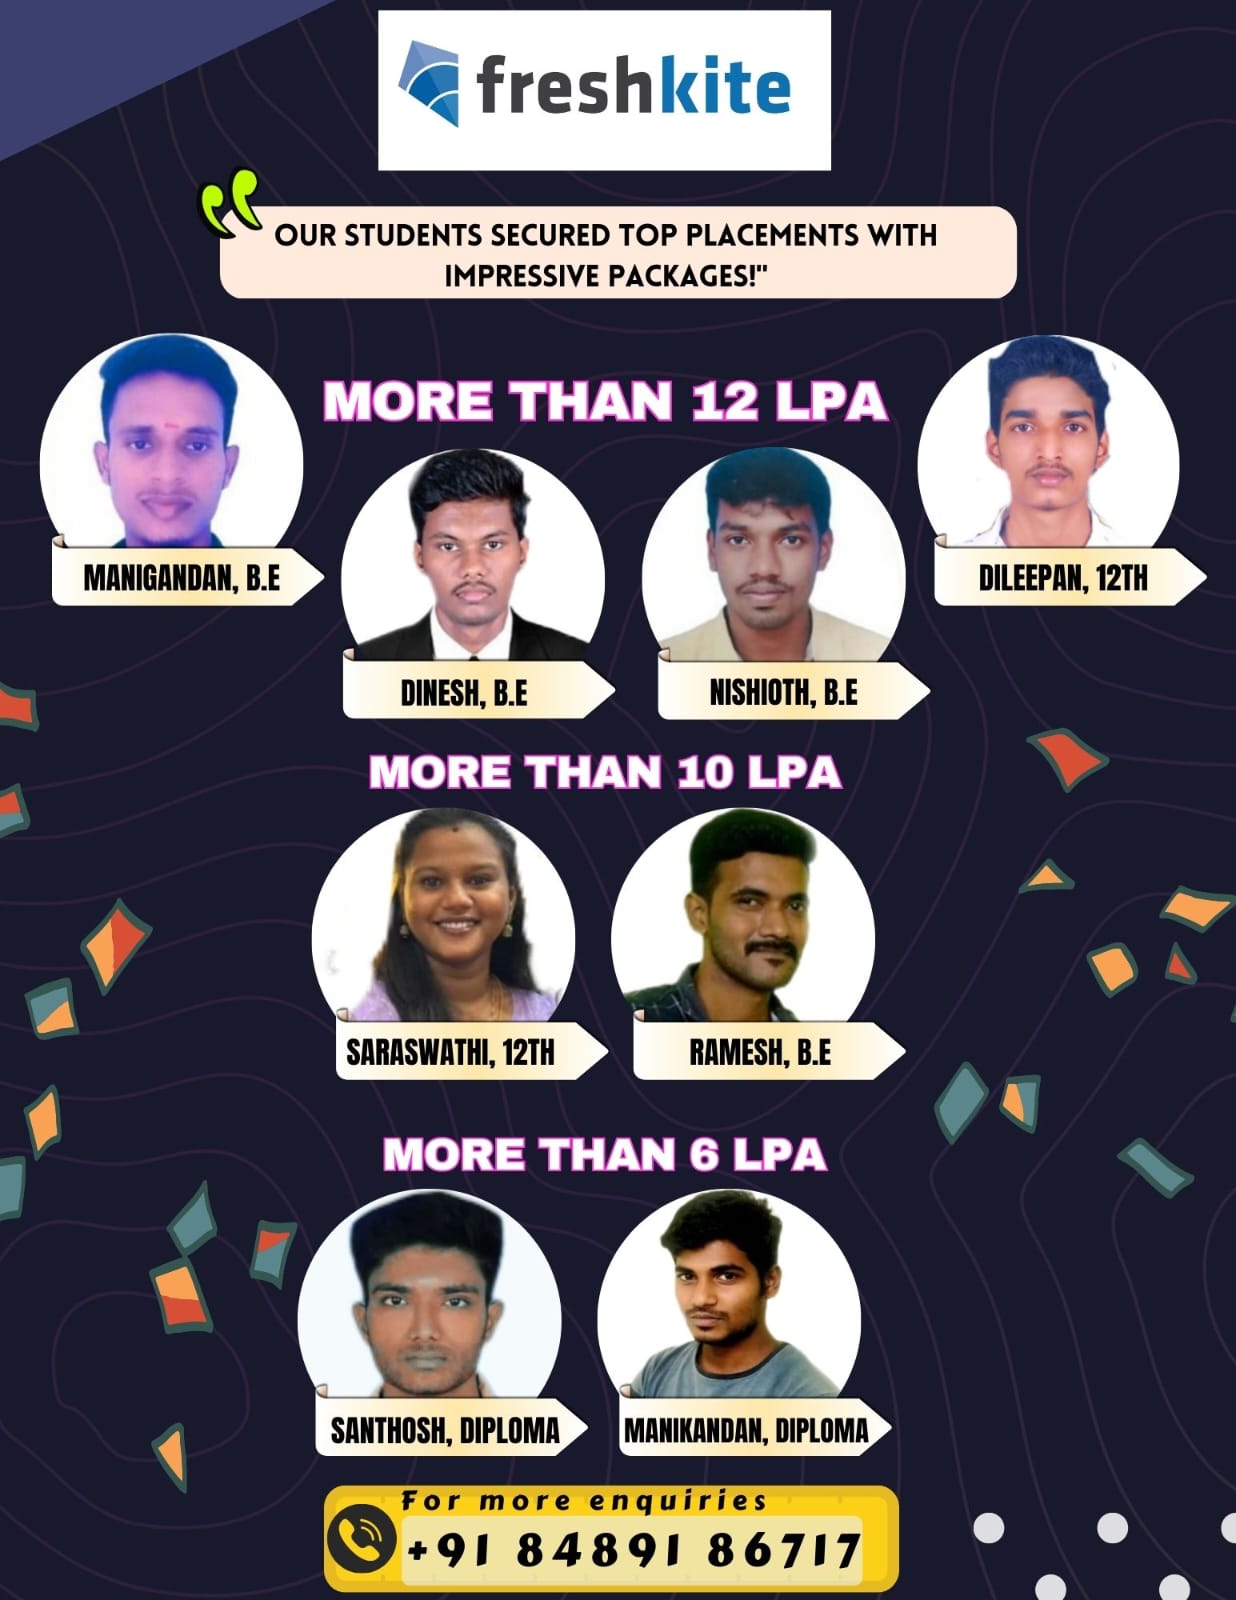 freshkite
OUR STUDENTS SECURED TOP PLACEMENTS WITH
IMPRESSIVE PACKAGES!"
MORE THAN 12 LPA
MANIGANDAN, B.E
DILEEPAN, 12TH
DINESH, B.E
NISHIOTH, B.E
MORE THAN 10 LPA
SARASWATHI, 12TH
RAMESH, B.E
MORE THAN 6 LPA
SANTHOSH, DIPLOMA
MANIKANDAN, DIPLOMA
For more enquiries
+91 84891 86717